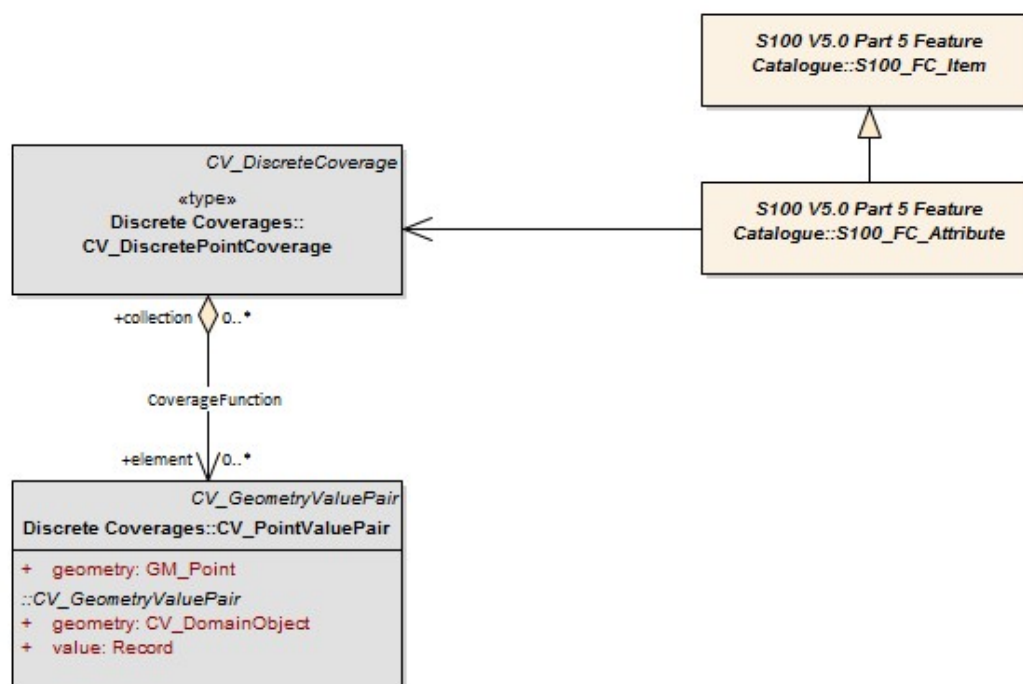 S100 V5.0 Part 5 Feature
Catalogue::S100_FC_Item
CV_DiscreteCoverage
«type»
Discrete Coverages::
CV_DiscretePointCoverage
S100 V5.0 Part 5 Feature
Catalogue::S100_FC_Attribute
+collection 0..*
CoverageFunction
+element 0..*
CV_GeometryValuePair
Discrete Coverages::CV_PointValuePair
+ geometry: GM_Point
::CV_GeometryValuePair
+ geometry: CV_DomainObject
+ value: Record